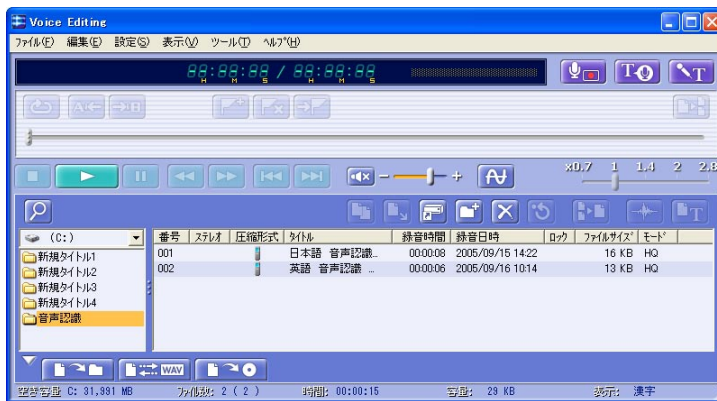 Voice Editing
ファイル(F) 編集(E) 設定(S) 表示(V) ツール(T) ヘルプ(H)
88:88:88 / 88:88:88
H M S H M S
T T
A B
x0.7 1 1.4 2 2.8
T
(C:)
番号 ステレオ 圧縮形式 タイトル 録音時間 録音日時 ロック ファイルサイズ モード
001 日本語 音声認識... 00:00:08 2005/09/15 14:22 16 KB HQ
002 英語 音声認識 ... 00:00:06 2005/09/16 10:14 13 KB HQ
新規タイトル1
新規タイトル2
新規タイトル3
新規タイトル4
音声認識
WAV
空き容量 C: 31,991 MB ファイル数: 2 ( 2 ) 時間: 00:00:15 容量: 29 KB 表示: 漢字